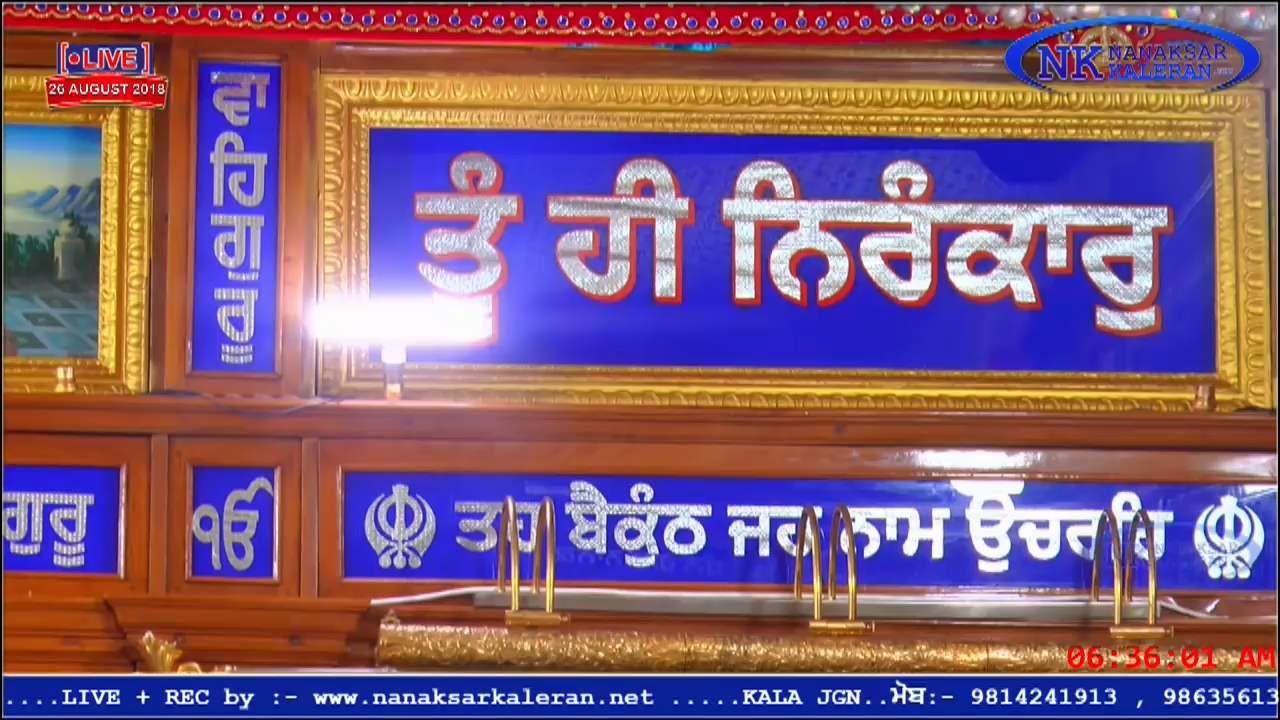 LIVE
26 AUGUST 2018
NK NANAKSAR
KALERAN
ਵਾਹਿਗੁਰੂ
ਤੂੰ ਹੀ ਨਿਰੰਕਾਰੁ
ਗੁਰੂ
ੴ
ਤਹ ਬੈਕੁੰਠ ਜਹ ਨਾਮ ਉਚਰਹਿ
06:36:01 AM
....LIVE + REC by :- www.nanaksarkaleran.net .....KALA JGN..ਮੋਬ:- 9814241913 , 98635613